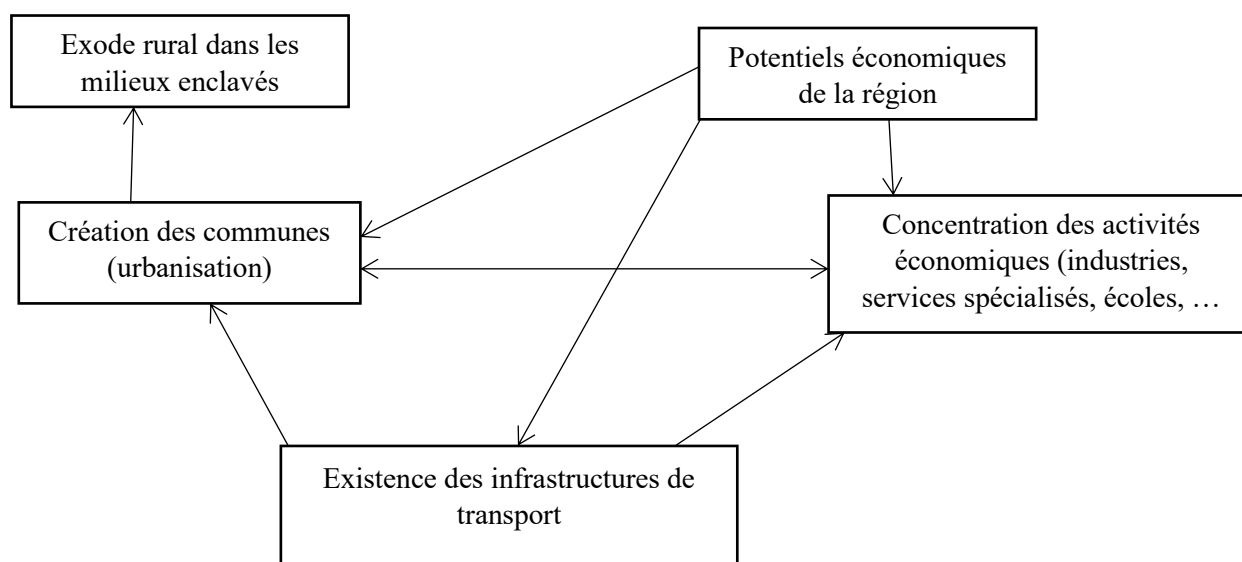 Exode rural dans les
milieux enclavés
Potentiels économiques
de la région
Création des communes
(urbanisation)
Concentration des activités
économiques (industries,
services spécialisés, écoles, …
Existence des infrastructures de
transport